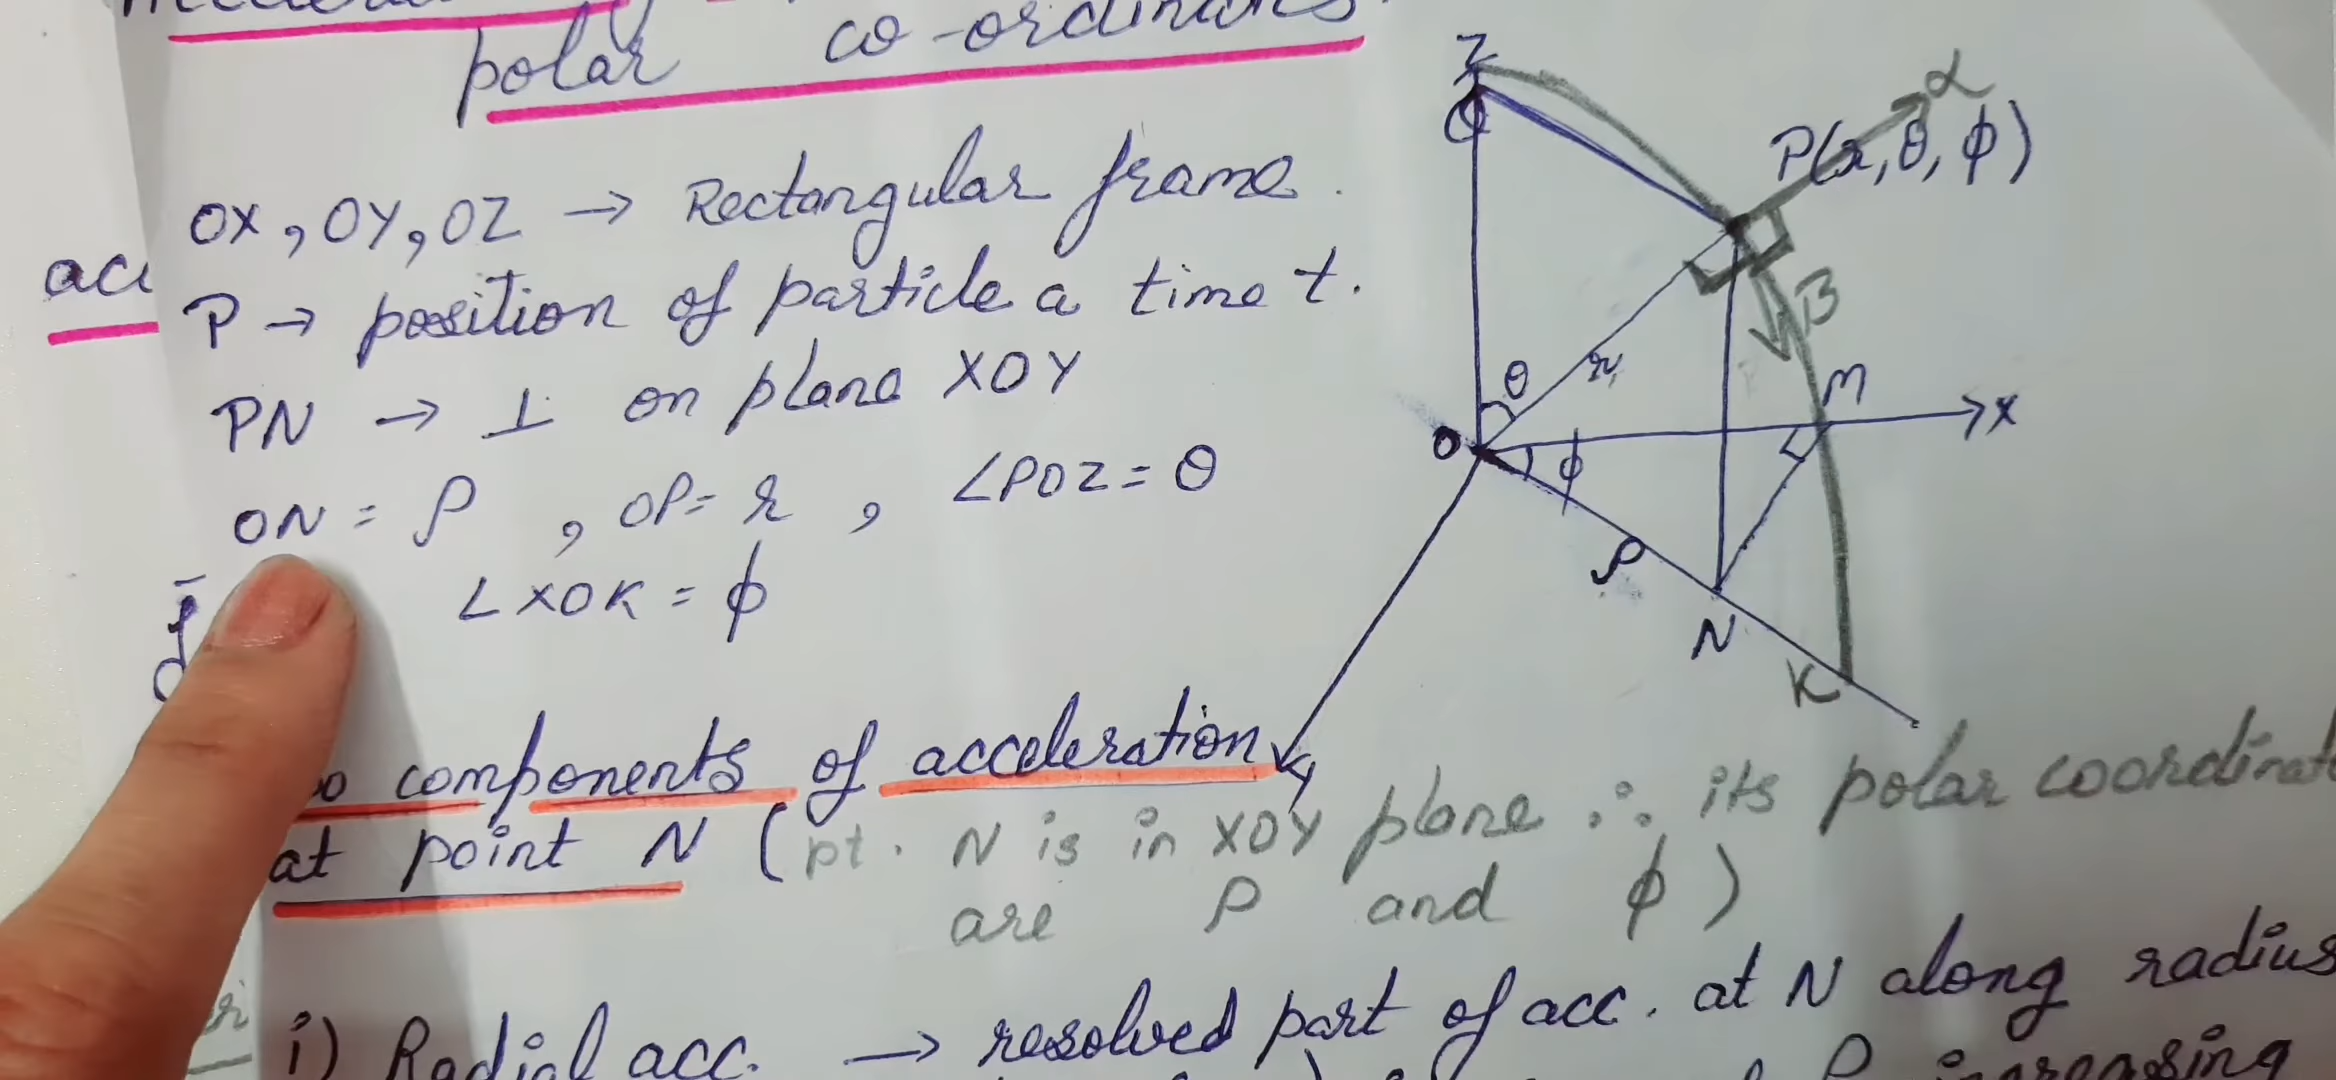 polar co-ordinates.
OX, OY, OZ → Rectangular frame.
acc
P → position of particle a time t.
PN → ⊥ on plane XOY
ON = ρ, OP = r, ∠POZ = θ
∠XOK = ϕ
components of acceleration
at point N (pt. N is in XOY plane ∴ its polar coordinat
are ρ and ϕ)
i) Radial acc. → resolved part of acc. at N along radius
ρ increasing
Z
Q
α
P(r, θ, ϕ)
β
θ
r
M
O
X
ϕ
ρ
N
K
Y